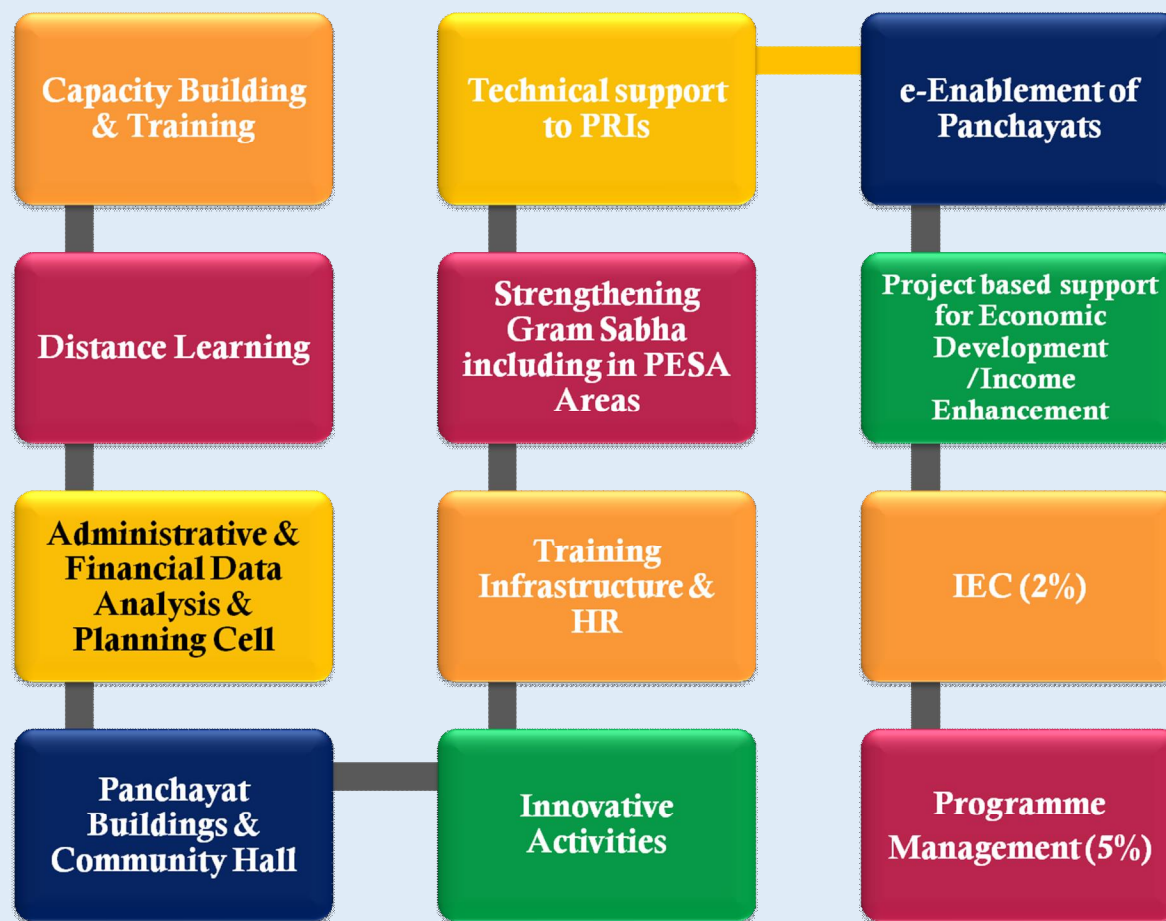 Capacity Building
& Training
Distance Learning
Administrative &
Financial Data
Analysis &
Planning Cell
Panchayat
Buildings &
Community Hall
Innovative
Activities
Training
Infrastructure &
HR
Strengthening
Gram Sabha
including in PESA
Areas
Technical support
to PRIs
e-Enablement of
Panchayats
Project based support
for Economic
Development
/Income
Enhancement
IEC (2%)
Programme
Management (5%)